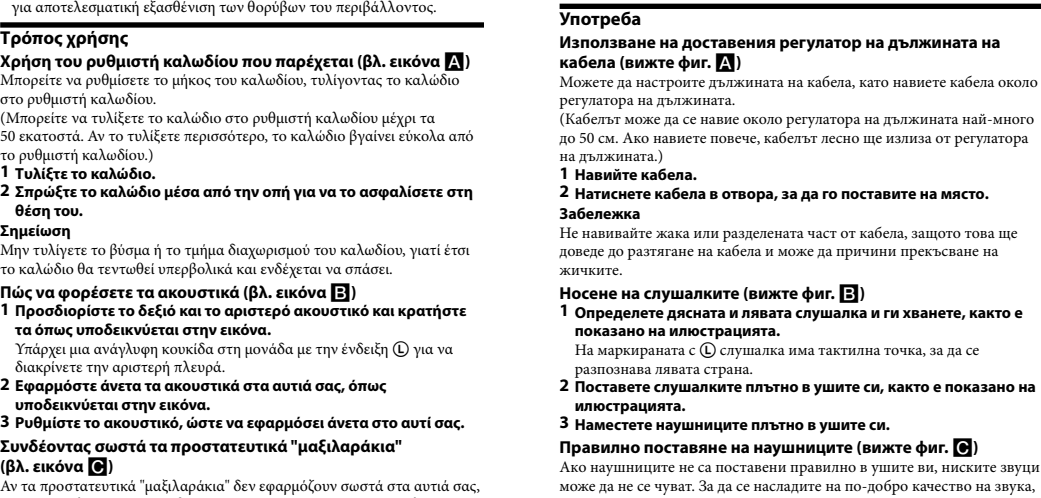 για αποτελεσματική εξασθένιση των θορύβων του περιβάλλοντος.
Τρόπος χρήσης
Χρήση του ρυθμιστή καλωδίου που παρέχεται (βλ. εικόνα A)
Μπορείτε να ρυθμίσετε το μήκος του καλωδίου, τυλίγοντας το καλώδιο
στο ρυθμιστή καλωδίου.
(Μπορείτε να τυλίξετε το καλώδιο στο ρυθμιστή καλωδίου μέχρι τα
50 εκατοστά. Αν το τυλίξετε περισσότερο, το καλώδιο βγαίνει εύκολα από
το ρυθμιστή καλωδίου.)
1 Τυλίξτε το καλώδιο.
2 Σπρώξτε το καλώδιο μέσα από την οπή για να το ασφαλίσετε στη
θέση του.
Σημείωση
Μην τυλίγετε το βύσμα ή το τμήμα διαχωρισμού του καλωδίου, γιατί έτσι
το καλώδιο θα τεντωθεί υπερβολικά και ενδέχεται να σπάσει.
Πώς να φορέσετε τα ακουστικά (βλ. εικόνα B)
1 Προσδιορίστε το δεξιό και το αριστερό ακουστικό και κρατήστε
τα όπως υποδεικνύεται στην εικόνα.
Υπάρχει μια ανάγλυφη κουκίδα στη μονάδα με την ένδειξη Ⓛ για να
διακρίνετε την αριστερή πλευρά.
2 Εφαρμόστε άνετα τα ακουστικά στα αυτιά σας, όπως
υποδεικνύεται στην εικόνα.
3 Ρυθμίστε το ακουστικό, ώστε να εφαρμόσει άνετα στο αυτί σας.
Συνδέοντας σωστά τα προστατευτικά "μαξιλαράκια"
(βλ. εικόνα C)
Αν τα προστατευτικά "μαξιλαράκια" δεν εφαρμόζουν σωστά στα αυτιά σας,
Употреба
Използване на доставения регулатор на дължината на
кабела (вижте фиг. A)
Можете да настроите дължината на кабела, като навиете кабела около
регулатора на дължината.
(Кабелът може да се навие около регулатора на дължината най-много
до 50 см. Ако навиете повече, кабелът лесно ще излиза от регулатора
на дължината.)
1 Навийте кабела.
2 Натиснете кабела в отвора, за да го поставите на място.
Забележка
Не навивайте жака или разделената част от кабела, защото това ще
доведе до разтягане на кабела и може да причини прекъсване на
жичките.
Носене на слушалките (вижте фиг. B)
1 Определете дясната и лявата слушалка и ги хванете, както е
показано на илюстрацията.
На маркираната с Ⓛ слушалка има тактилна точка, за да се
разпознава лявата страна.
2 Поставете слушалките плътно в ушите си, както е показано на
илюстрацията.
3 Наместете наушниците плътно в ушите си.
Правилно поставяне на наушниците (вижте фиг. C)
Ако наушниците не са поставени правилно в ушите ви, ниските звуци
може да не се чуват. За да се насладите на по-добро качество на звука,